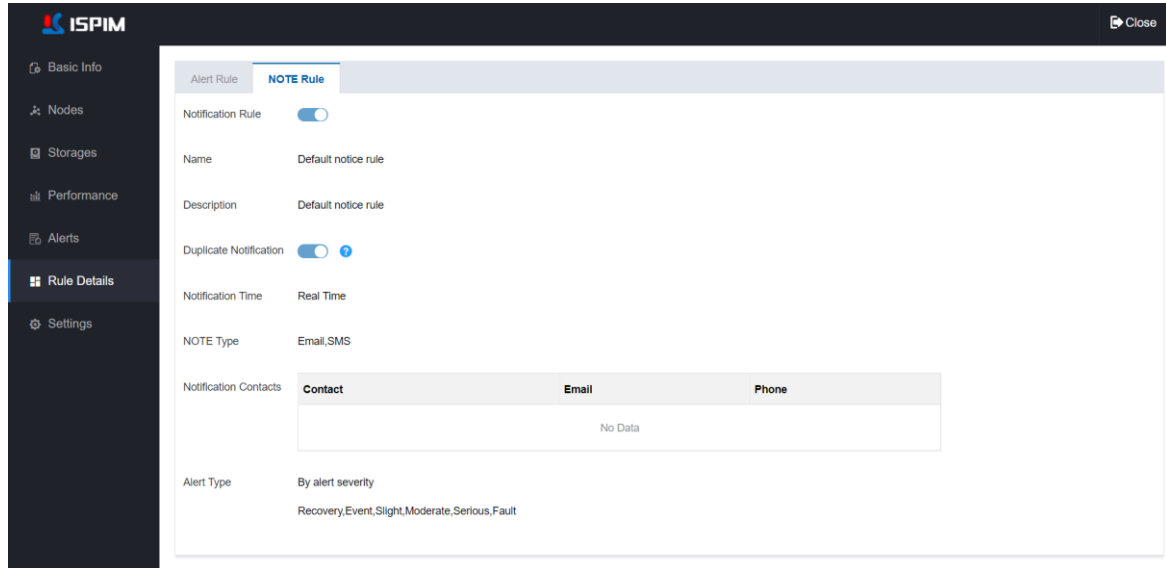 ISPIM
Close
Basic Info
Nodes
Storages
Performance
Alerts
Rule Details
Settings
Alert Rule NOTE Rule
Notification Rule
Name Default notice rule
Description Default notice rule
Duplicate Notification ?
Notification Time Real Time
NOTE Type Email,SMS
Notification Contacts Contact Email Phone
No Data
Alert Type By alert severity
Recovery,Event,Slight,Moderate,Serious,Fault